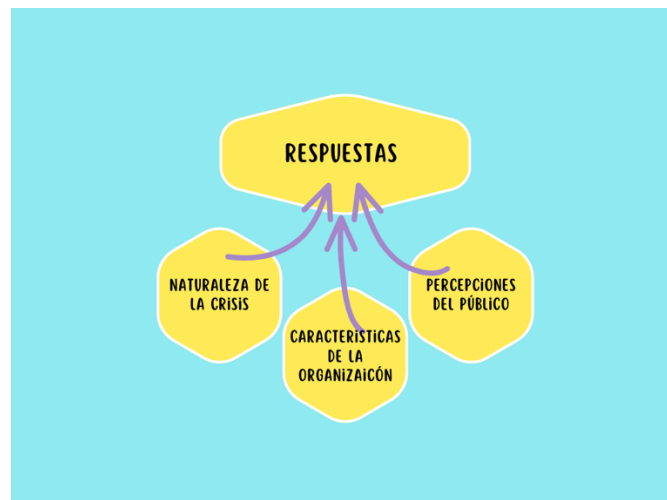 RESPUESTAS
NATURALEZA DE
LA CRISIS
CARACTERÍSTICAS
DE LA
ORGANIZAICÓN
PERCEPCIONES
DEL PÚBLICO